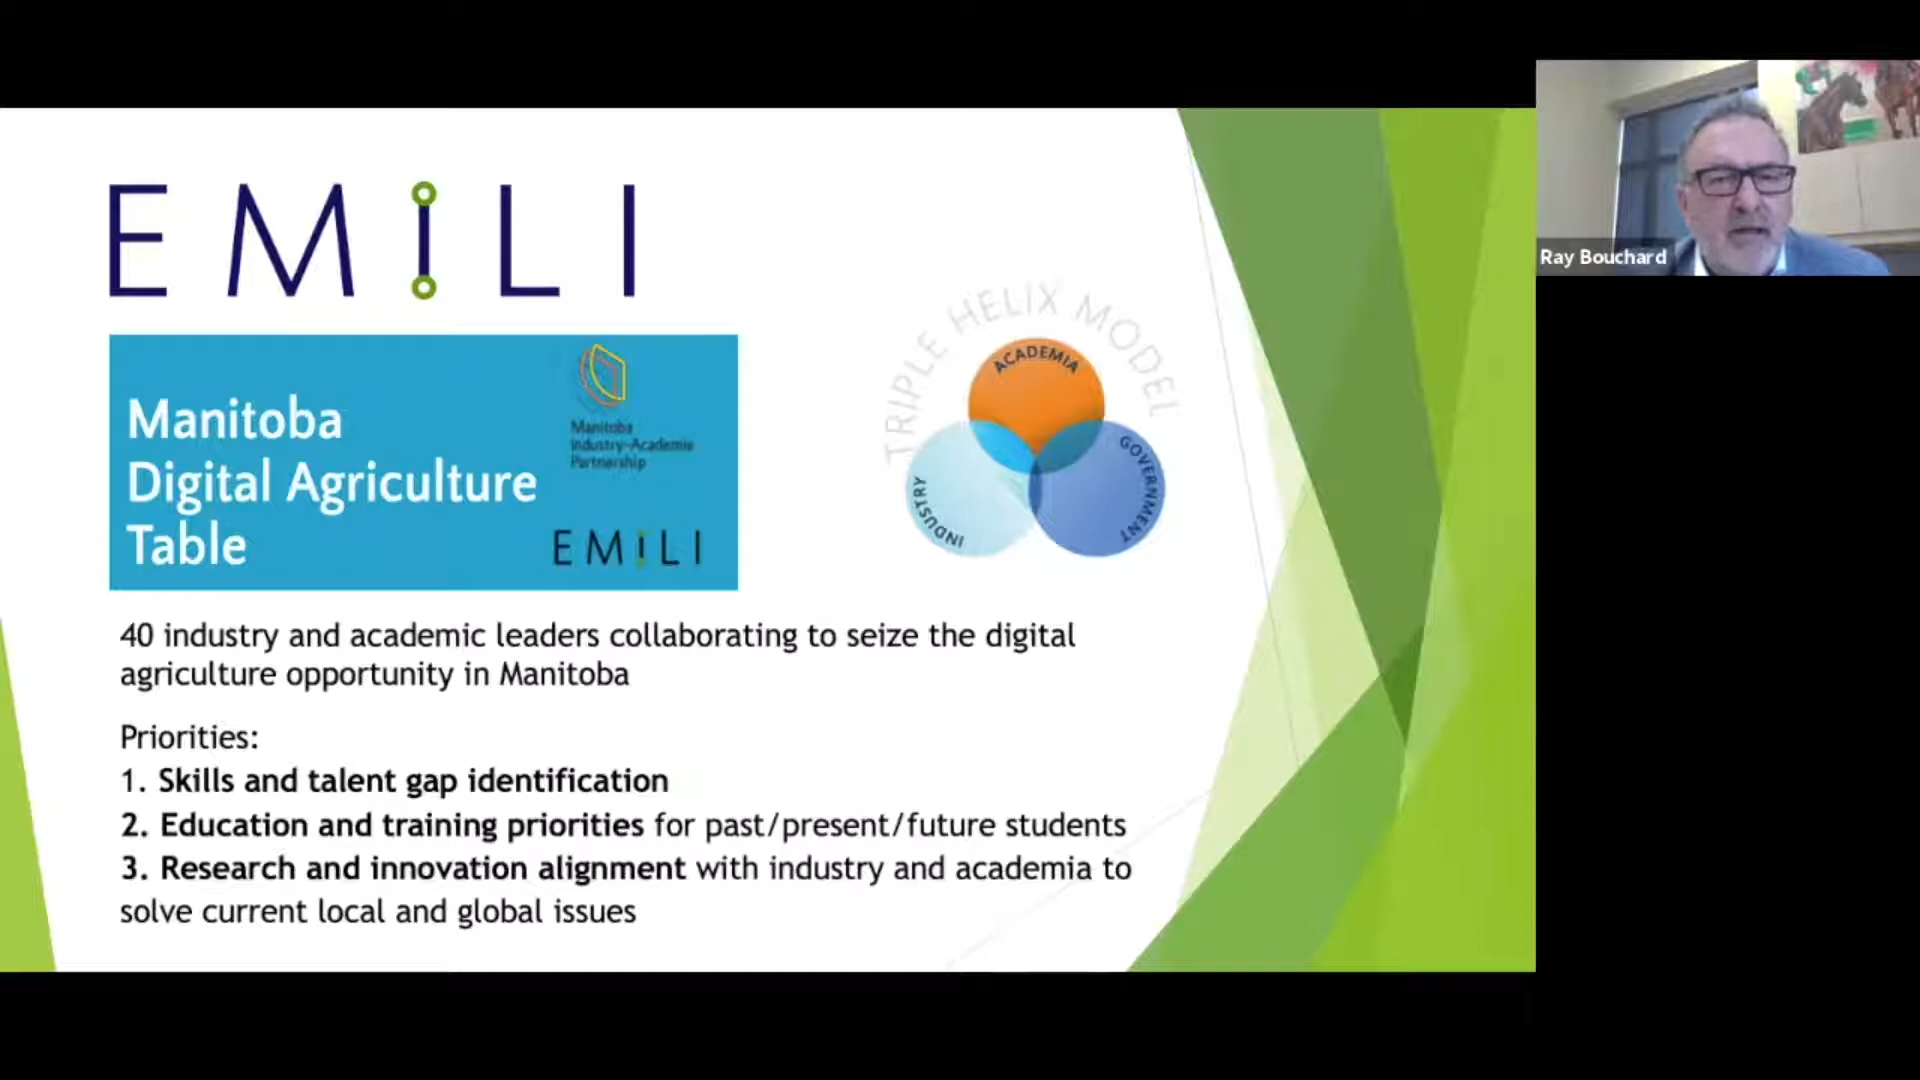 EMILI
Manitoba
Digital Agriculture
Table
Manitoba
Industry-Academic
Partnership
EMILI
TRIPLE HELIX MODEL
ACADEMIA
INDUSTRY
GOVERNMENT
40 industry and academic leaders collaborating to seize the digital
agriculture opportunity in Manitoba
Priorities:
1. Skills and talent gap identification
2. Education and training priorities for past/present/future students
3. Research and innovation alignment with industry and academia to
solve current local and global issues
Ray Bouchard